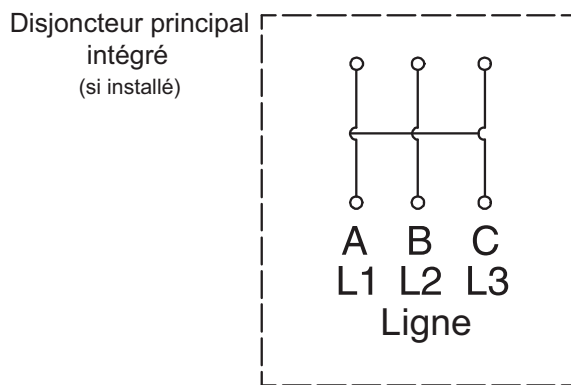 Disjoncteur principal
intégré
(si installé)
A B C
L1 L2 L3
Ligne